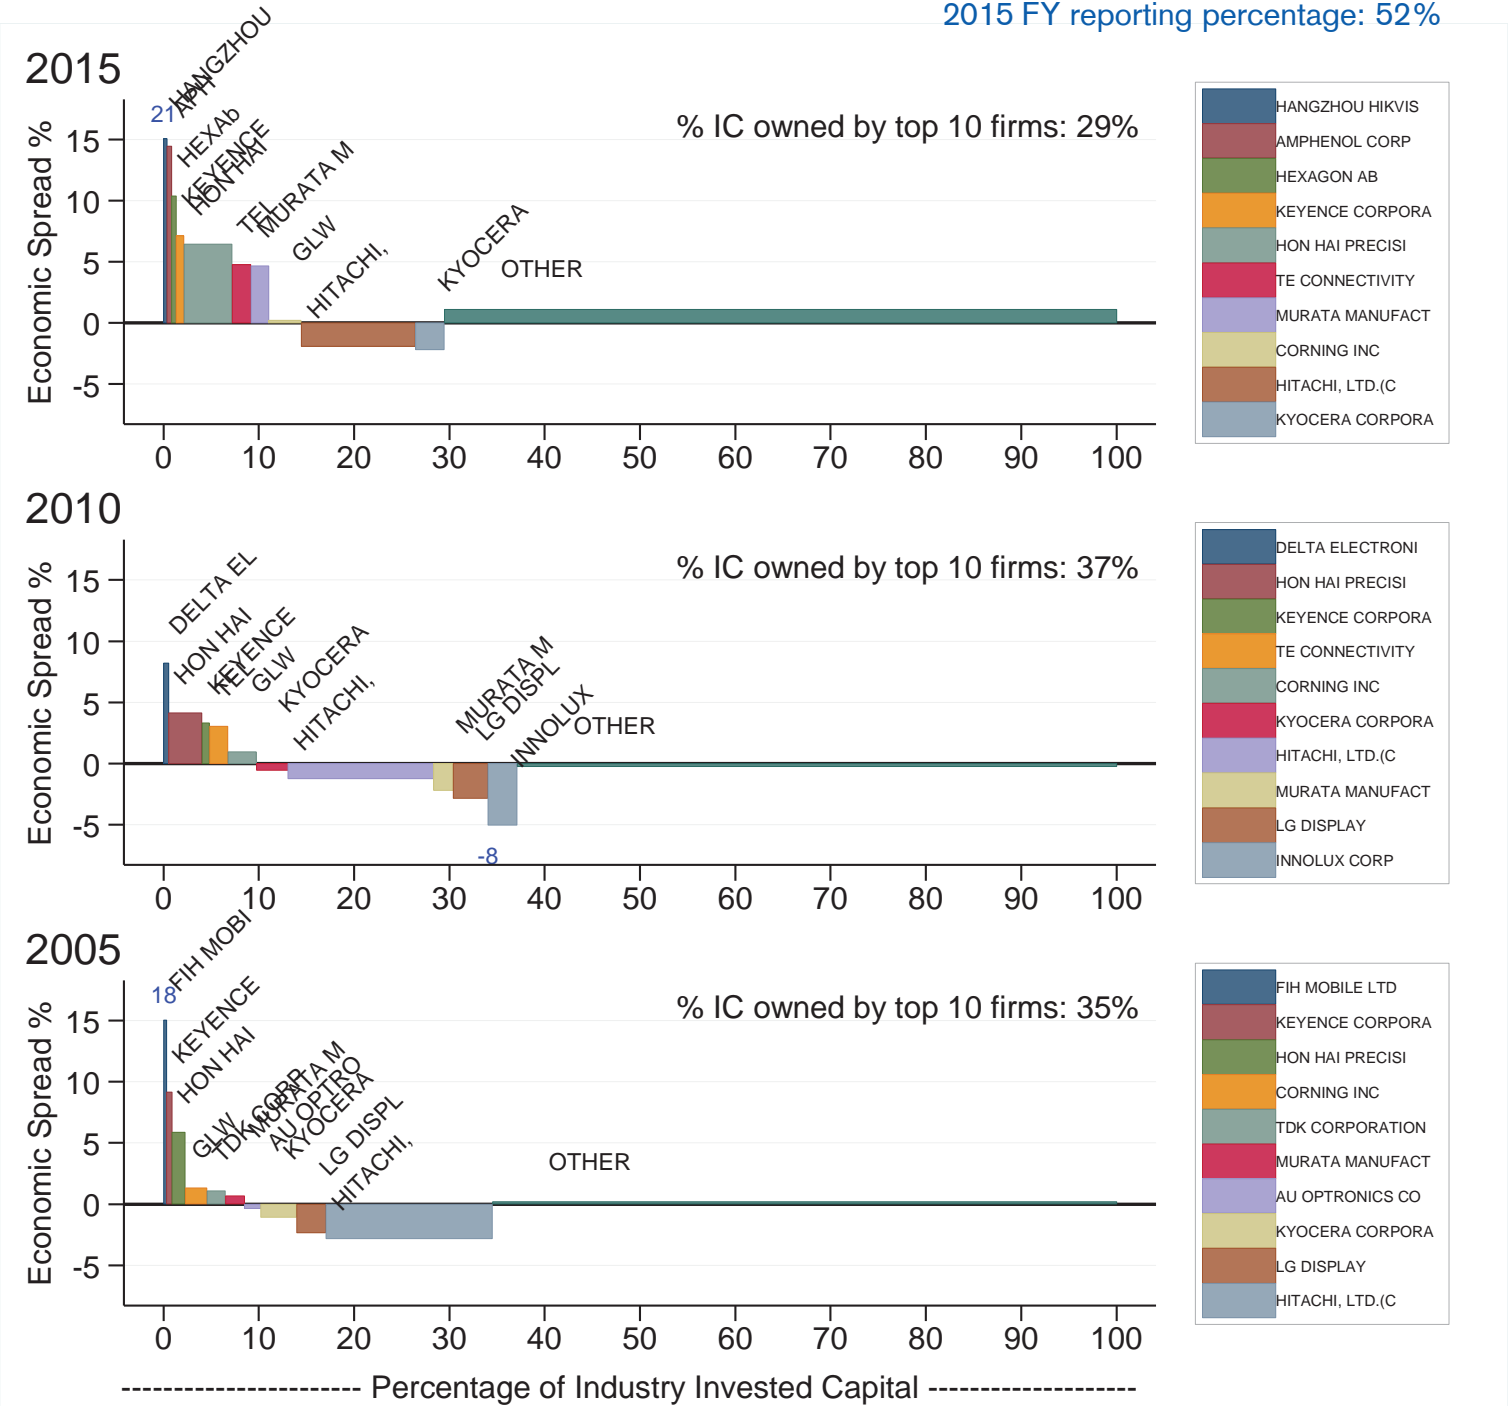 2015 FY reporting percentage: 52%
2015
% IC owned by top 10 firms: 29%
Economic Spread %
15
10
5
0
-5
21
HANGZHOU
APH
HEXAb
KEYENCE
HON HAI
TEL
MURATA M
GLW
HITACHI,
KYOCERA
OTHER
0 10 20 30 40 50 60 70 80 90 100
HANGZHOU HIKVIS
AMPHENOL CORP
HEXAGON AB
KEYENCE CORPORA
HON HAI PRECISI
TE CONNECTIVITY
MURATA MANUFACT
CORNING INC
HITACHI, LTD.(C
KYOCERA CORPORA
2010
% IC owned by top 10 firms: 37%
Economic Spread %
15
10
5
0
-5
DELTA EL
HON HAI
KEYENCE
TEL
GLW
KYOCERA
HITACHI,
MURATA M
LG DISPL
INNOLUX
OTHER
-8
0 10 20 30 40 50 60 70 80 90 100
DELTA ELECTRONI
HON HAI PRECISI
KEYENCE CORPORA
TE CONNECTIVITY
CORNING INC
KYOCERA CORPORA
HITACHI, LTD.(C
MURATA MANUFACT
LG DISPLAY
INNOLUX CORP
2005
% IC owned by top 10 firms: 35%
Economic Spread %
15
10
5
0
-5
18
FIH MOBI
KEYENCE
HON HAI
GLW
TDK CORP
MURATA M
AU OPTRO
KYOCERA
LG DISPL
HITACHI,
OTHER
0 10 20 30 40 50 60 70 80 90 100
FIH MOBILE LTD
KEYENCE CORPORA
HON HAI PRECISI
CORNING INC
TDK CORPORATION
MURATA MANUFACT
AU OPTRONICS CO
KYOCERA CORPORA
LG DISPLAY
HITACHI, LTD.(C
----------------------- Percentage of Industry Invested Capital --------------------